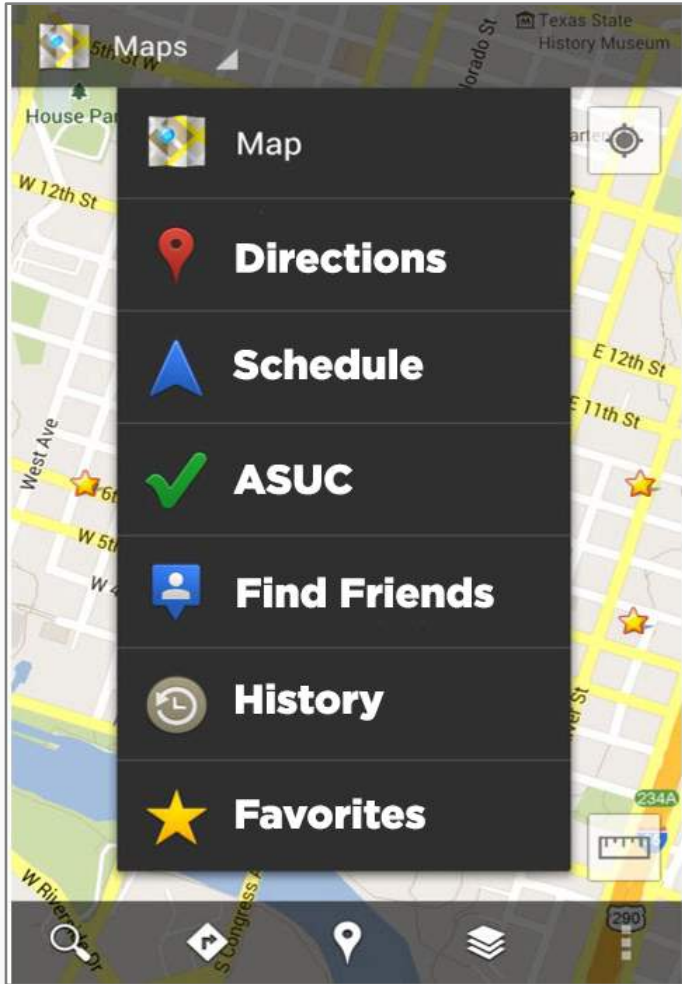 Maps
5th St W
Texas State
History Museum
House Par
Map
W 12th St
Directions
Schedule
E 12th St
E 11th St
West Ave
ASUC
W 5th
W 4
Find Friends
History
Favorites
234A
W Riverside Dr
S Congress A
290